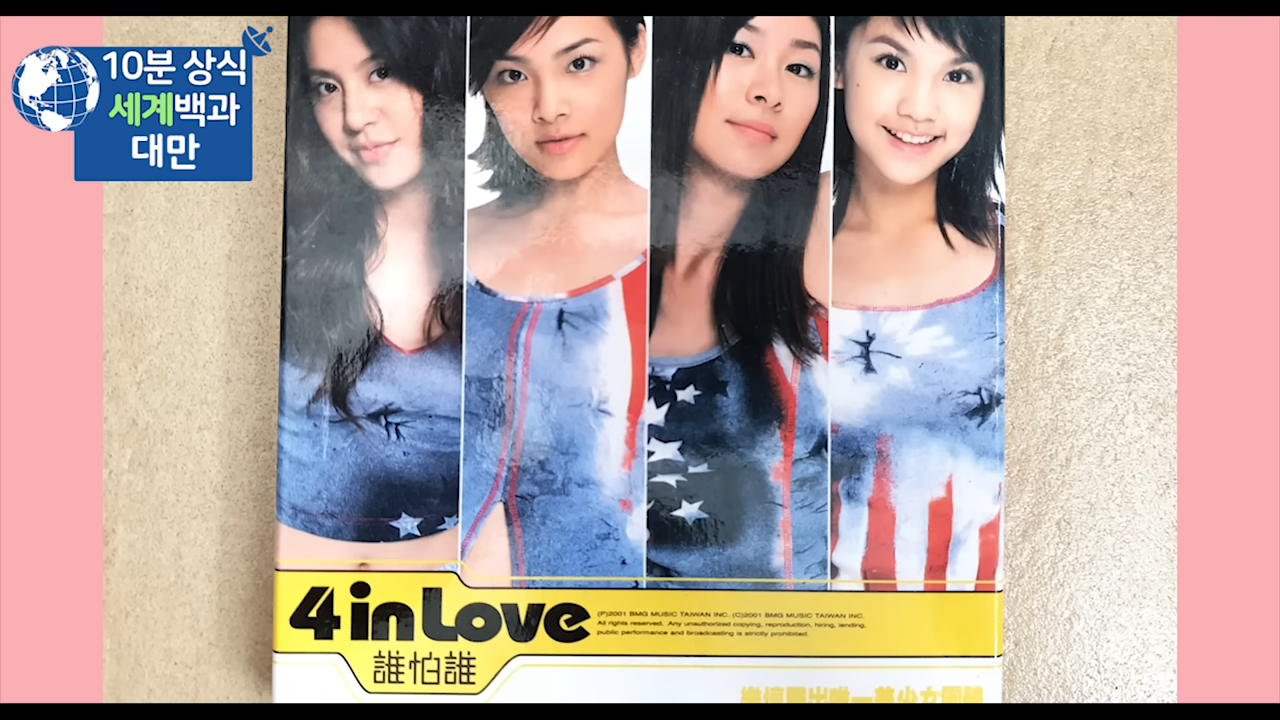 10분 상식
세계백과
대만
4 in Love
(P)2001 BMG MUSIC TAIWAN INC. (C)2001 BMG MUSIC TAIWAN INC.
All rights reserved. Any unauthorized copying, reproduction, hiring, lending,
public performance and broadcasting is strictly prohibited.
誰怕誰